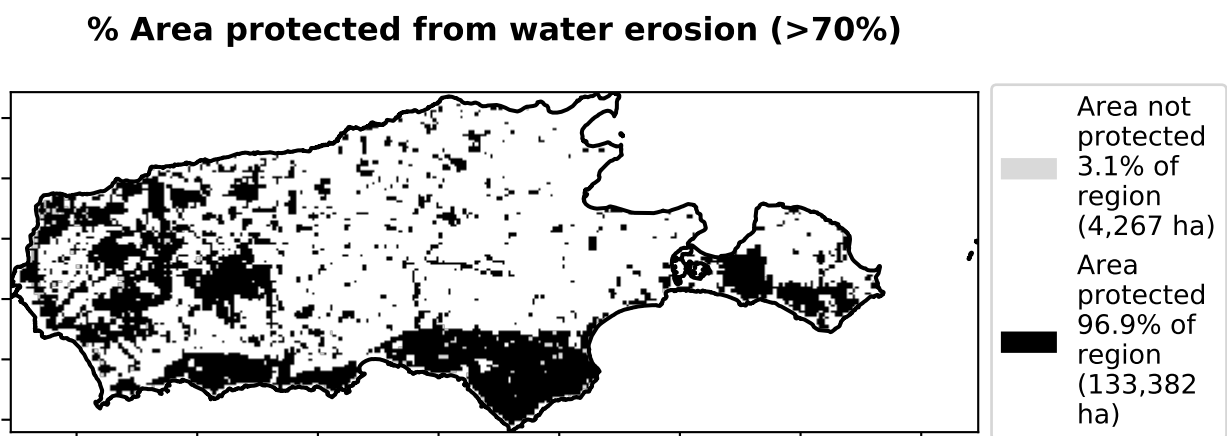 % Area protected from water erosion (>70%)
Area not
protected
3.1% of
region
(4,267 ha)
Area
protected
96.9% of
region
(133,382
ha)